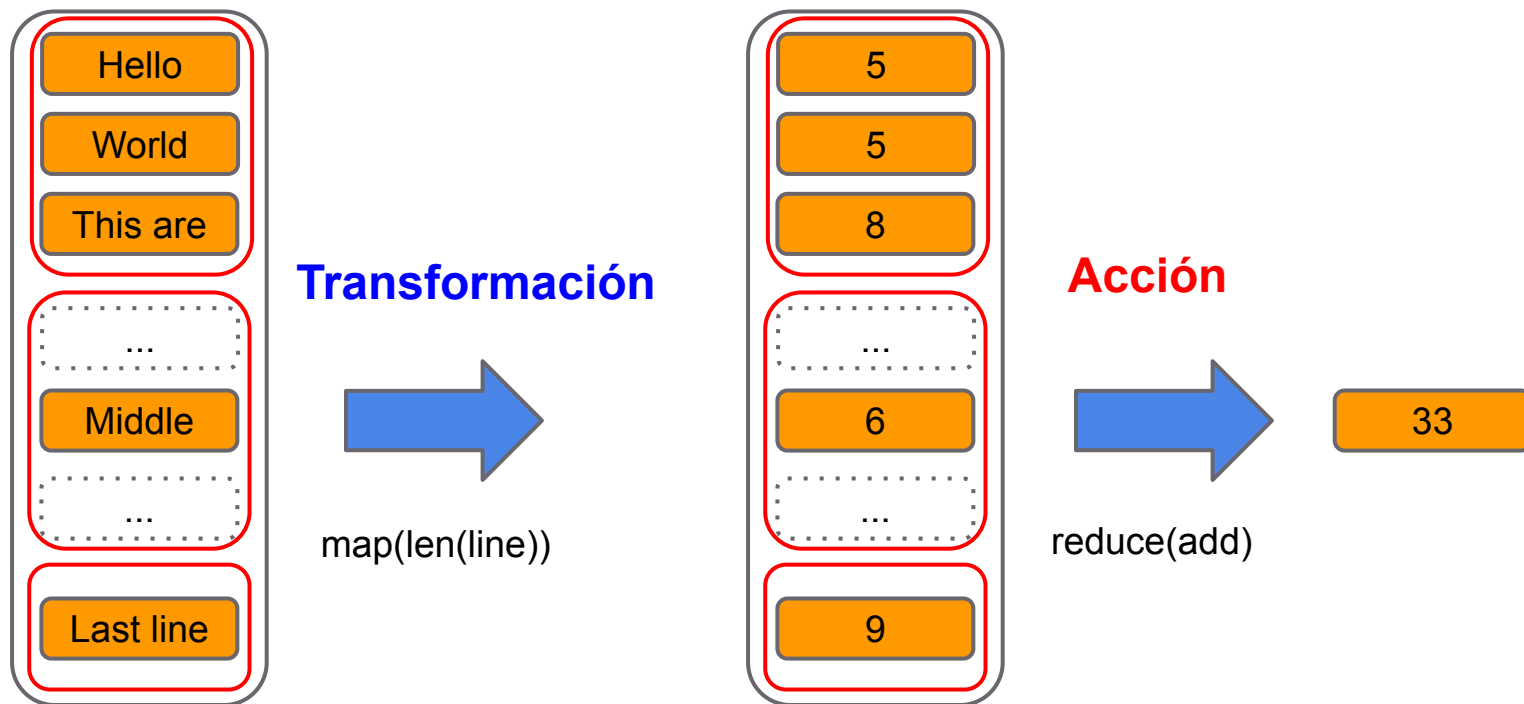 Hello
World
This are
...
Middle
...
Last line
Transformación
map(len(line))
5
5
8
...
6
...
9
Acción
reduce(add)
33